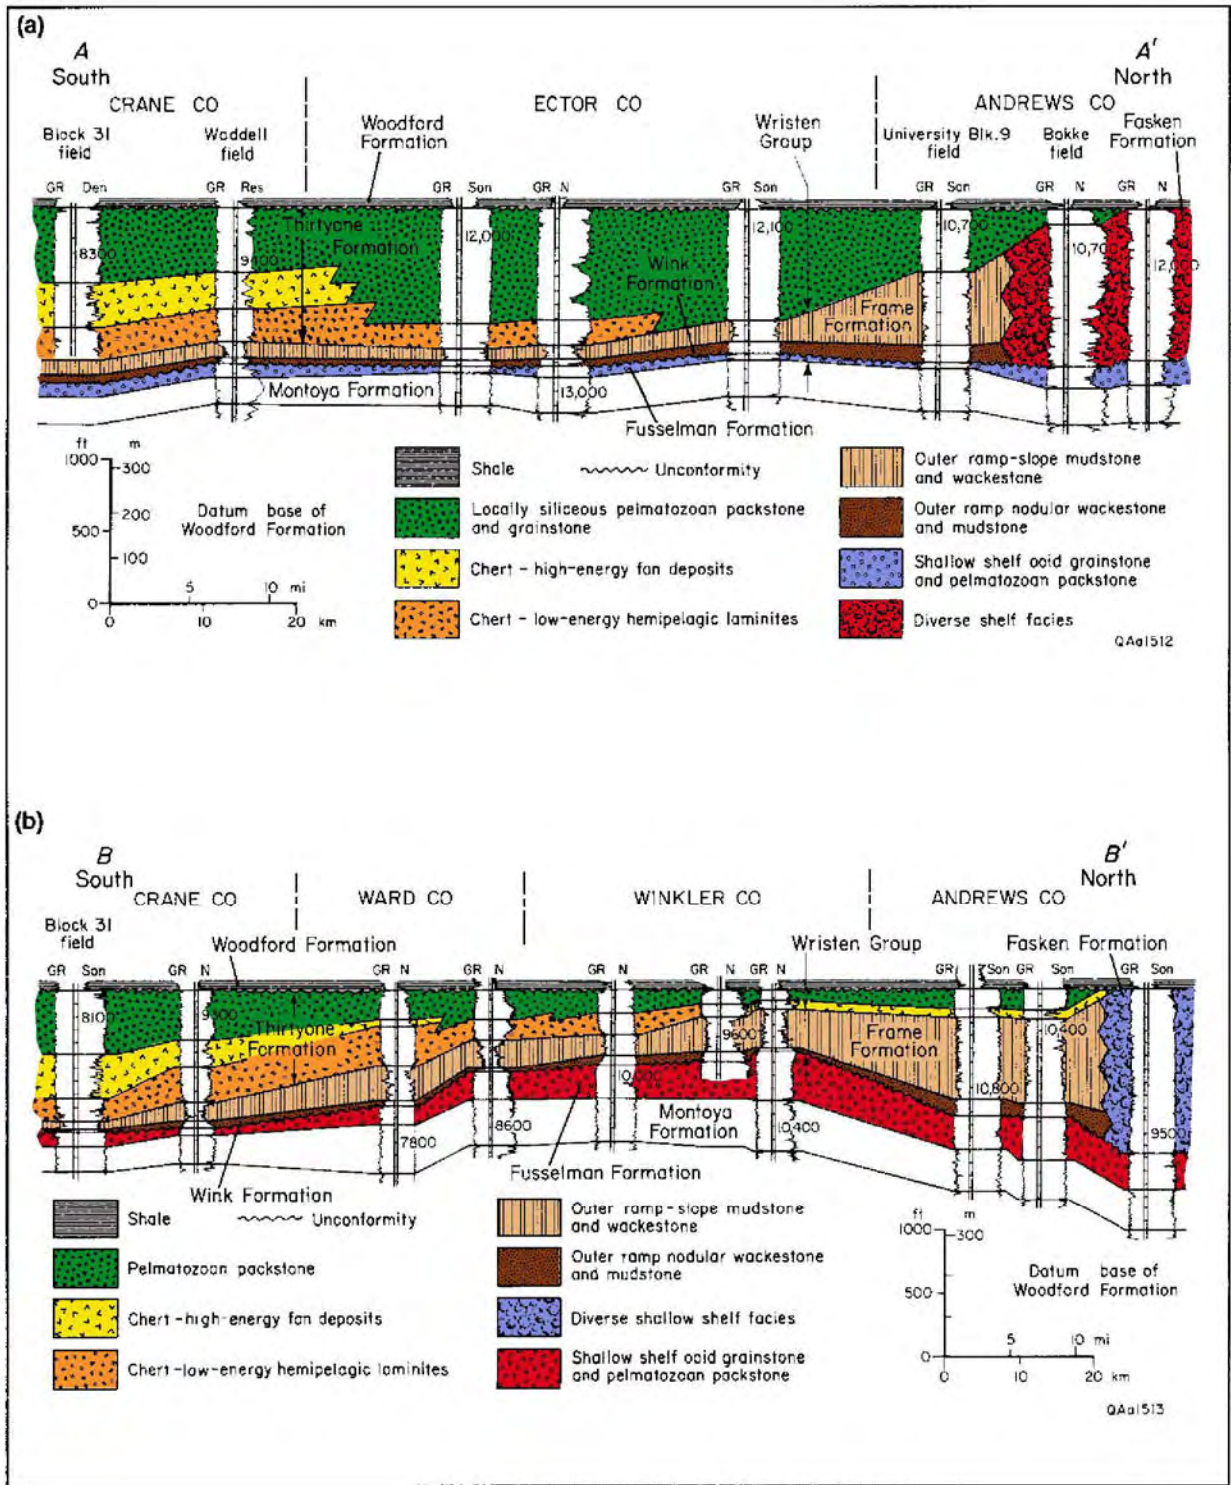 (a)
A
South
A'
North
CRANE CO
ECTOR CO
ANDREWS CO
Block 31
field
Waddell
field
Woodford
Formation
Wristen
Group
University Blk.9
field
Bakke
field
Fasken
Formation
GR Den GR Res GR Son GR N GR Son GR Son GR N GR N
Thirtyone
Formation
8300
9400
12,000
12,100
10,700
10,700
12,000
Wink
Formation
Frame
Formation
Montoya Formation
13,000
Fusselman Formation
ft m
1000
300
200
500
100
0
Datum base of
Woodford Formation
5 10 mi
0 10 20 km
Shale
Unconformity
Locally siliceous pelmatozoan packstone
and grainstone
Chert - high-energy fan deposits
Chert - low-energy hemipelagic laminites
Outer ramp-slope mudstone
and wackestone
Outer ramp nodular wackestone
and mudstone
Shallow shelf ooid grainstone
and pelmatozoan packstone
Diverse shelf facies
QAa1512
(b)
B
South
B'
North
CRANE CO
WARD CO
WINKLER CO
ANDREWS CO
Block 31
field
Woodford Formation
Wristen Group
Fasken Formation
GR Son GR N GR N GR N GR N GR N GR N GR Son GR Son GR Son
8100
Thirtyone
Formation
9600
10,400
Frame
Formation
10,000
10,800
Montoya
Formation
7800
8600
10,400
9500
Fusselman Formation
Wink Formation
Shale
Unconformity
Pelmatozoan packstone
Chert -high-energy fan deposits
Chert -low-energy hemipelagic laminites
Outer ramp-slope mudstone
and wackestone
Outer ramp nodular wackestone
and mudstone
Diverse shallow shelf facies
Shallow shelf ooid grainstone
and pelmatozoan packstone
ft m
1000
300
500
0
Datum base of
Woodford Formation
5 10 mi
0 10 20 km
QAa1513